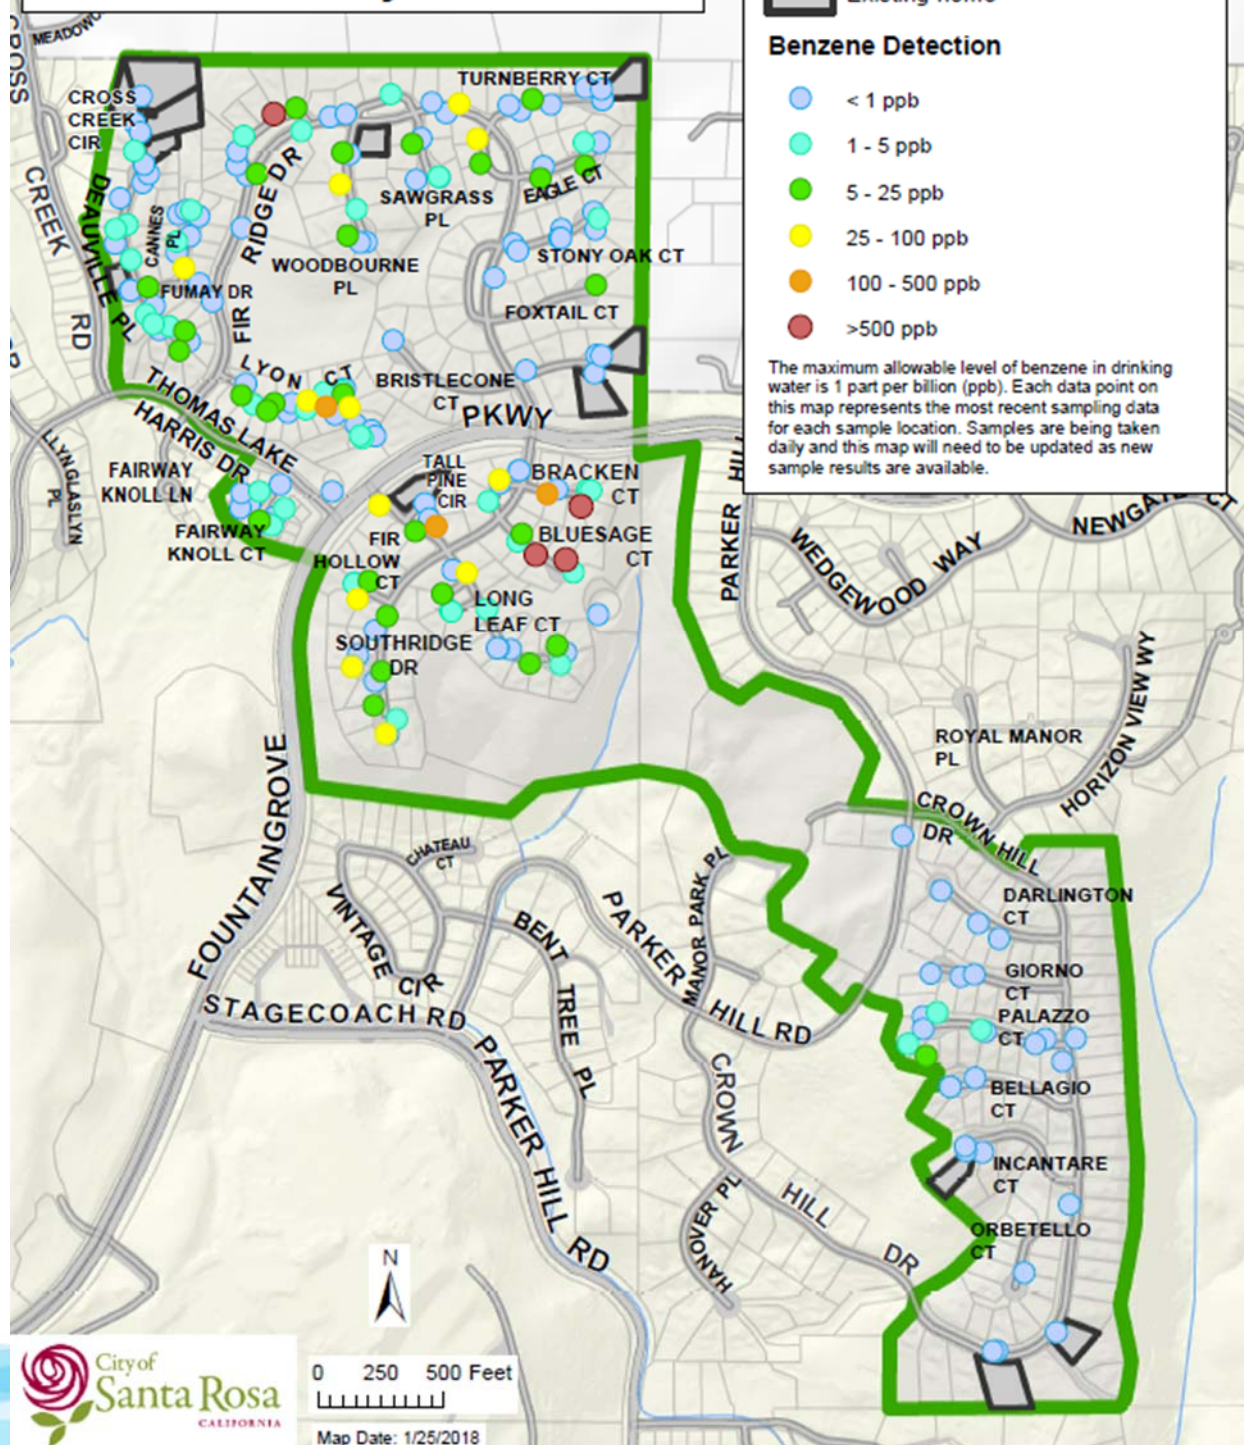 Existing home
Benzene Detection
< 1 ppb
1 - 5 ppb
5 - 25 ppb
25 - 100 ppb
100 - 500 ppb
>500 ppb
The maximum allowable level of benzene in drinking
water is 1 part per billion (ppb). Each data point on
this map represents the most recent sampling data
for each sample location. Samples are being taken
daily and this map will need to be updated as new
sample results are available.
CROSS
CREEK
RD
CROSS
CREEK
CIR
TURNBERRY CT
DEAUVILLE PL
CANNES
PL
RIDGE DR
FIR
SAWGRASS
PL
EAGLE CT
WOODBOURNE
PL
STONY OAK CT
FUMAY DR
FOXTAIL CT
LYON CT
BRISTLECONE
CT
PKWY
THOMAS LAKE
HARRIS DR
LLYNGLASLYN
PL
FAIRWAY
KNOLL LN
FAIRWAY
KNOLL CT
TALL
PINE
CIR
BRACKEN
CT
FIR
HOLLOW
CT
BLUESAGE
CT
LONG
LEAF CT
SOUTHRIDGE
DR
PARKER
WEDGEWOOD WAY
ROYAL MANOR
PL
HORIZON VIEW WY
CROWN HILL
DR
FOUNTAINGROVE
CHATEAU
CT
VINTAGE CIR
BENT
TREE PL
PARKER
HILL RD
MANOR PARK PL
STAGECOACH RD
PARKER HILL RD
CROWN
HILL
DR
HANOVER PL
DARLINGTON
CT
GIORNO
CT
PALAZZO
CT
BELLAGIO
CT
INCANTARE
CT
ORBETELLO
CT
N
City of
Santa Rosa
CALIFORNIA
0 250 500 Feet
Map Date: 1/25/2018